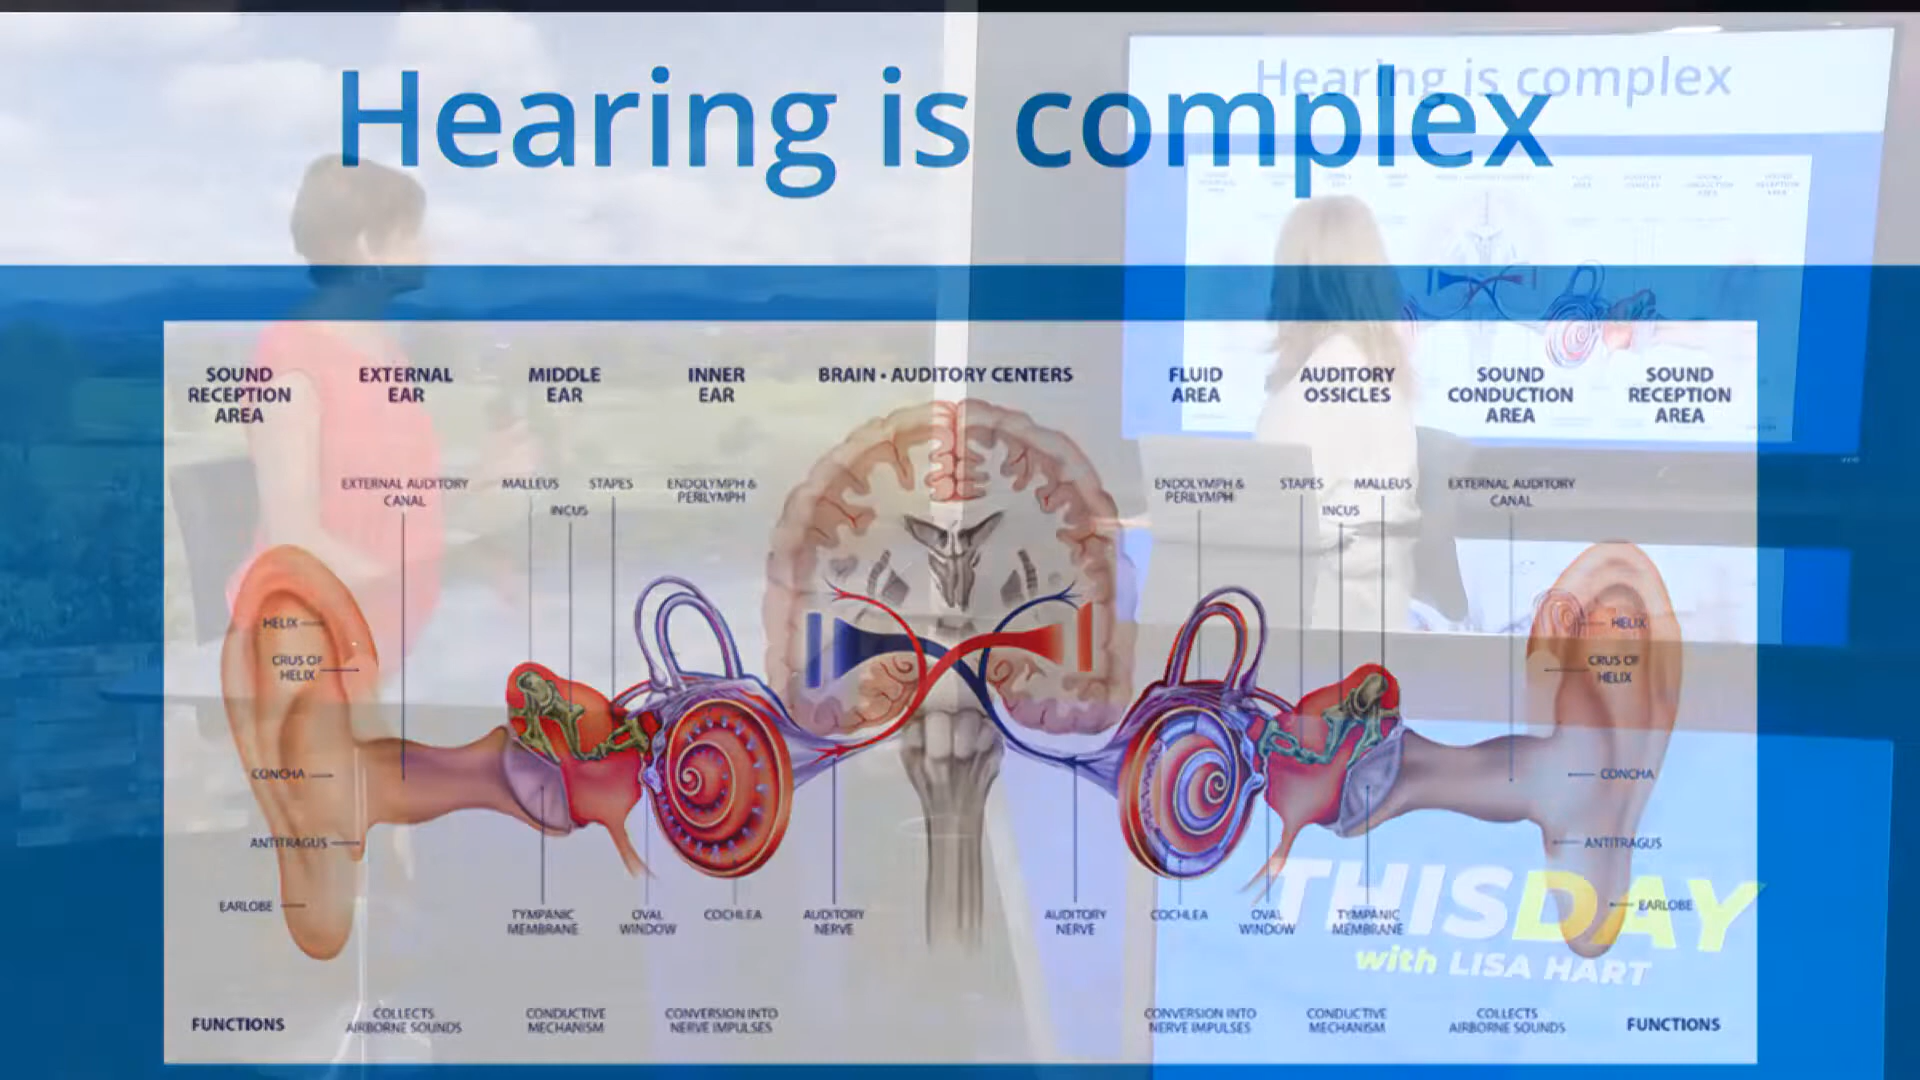 Hearing is complex
Hearing is complex
SOUND
RECEPTION
AREA
EXTERNAL
EAR
MIDDLE
EAR
INNER
EAR
BRAIN • AUDITORY CENTERS
FLUID
AREA
AUDITORY
OSSICLES
SOUND
CONDUCTION
AREA
SOUND
RECEPTION
AREA
EXTERNAL AUDITORY
CANAL
MALLEUS
INCUS
STAPES
ENDOLYMPH &
PERILYMPH
ENDOLYMPH &
PERILYMPH
STAPES
INCUS
MALLEUS
EXTERNAL AUDITORY
CANAL
HELIX
CRUS OF
HELIX
CONCHA
ANTITRAGUS
EARLOBE
HELIX
CRUS OF
HELIX
CONCHA
ANTITRAGUS
EARLOBE
TYMPANIC
MEMBRANE
OVAL
WINDOW
COCHLEA
AUDITORY
NERVE
AUDITORY
NERVE
COCHLEA
OVAL
WINDOW
TYMPANIC
MEMBRANE
THISDAY
with LISA HART
FUNCTIONS
COLLECTS
AIRBORNE SOUNDS
CONDUCTIVE
MECHANISM
CONVERSION INTO
NERVE IMPULSES
CONVERSION INTO
NERVE IMPULSES
CONDUCTIVE
MECHANISM
COLLECTS
AIRBORNE SOUNDS
FUNCTIONS